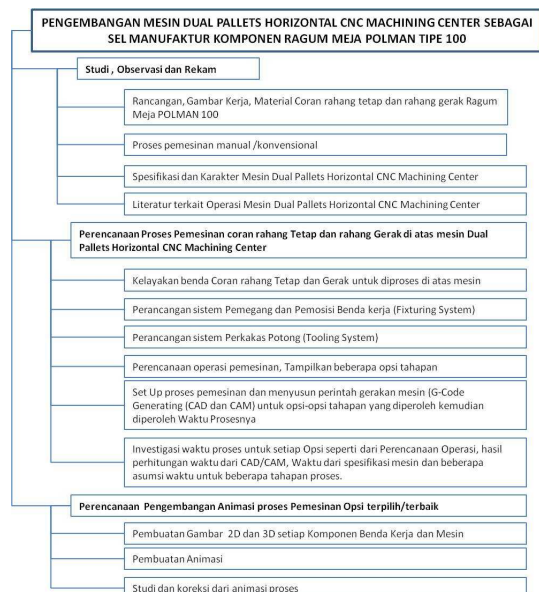 PENGEMBANGAN MESIN DUAL PALLETS HORIZONTAL CNC MACHINING CENTER SEBAGAI
SEL MANUFAKTUR KOMPONEN RAGUM MEJA POLMAN TIPE 100
Studi , Observasi dan Rekam
Rancangan, Gambar Kerja, Material Coran rahang tetap dan rahang gerak Ragum
Meja POLMAN 100
Proses pemesinan manual /konvensional
Spesifikasi dan Karakter Mesin Dual Pallets Horizontal CNC Machining Center
Literatur terkait Operasi Mesin Dual Pallets Horizontal CNC Machining Center
Perencanaan Proses Pemesinan coran rahang Tetap dan rahang Gerak di atas mesin Dual
Pallets Horizontal CNC Machining Center
Kelayakan benda Coran rahang Tetap dan Gerak untuk diproses di atas mesin
Perancangan sistem Pemegang dan Pemosisi Benda kerja (Fixturing System)
Perancangan sistem Perkakas Potong (Tooling System)
Perencanaan operasi pemesinan, Tampilkan beberapa opsi tahapan
Set Up proses pemesinan dan menyusun perintah gerakan mesin (G-Code
Generating (CAD dan CAM) untuk opsi-opsi tahapan yang diperoleh kemudian
diperoleh Waktu Prosesnya
Investigasi waktu proses untuk setiap Opsi seperti dari Perencanaan Operasi, hasil
perhitungan waktu dari CAD/CAM, Waktu dari spesifikasi mesin dan beberapa
asumsi waktu untuk beberapa tahapan proses.
Perencanaan Pengembangan Animasi proses Pemesinan Opsi terpilih/terbaik
Pembuatan Gambar 2D dan 3D setiap Komponen Benda Kerja dan Mesin
Pembuatan Animasi
Studi dan koreksi dari animasi proses